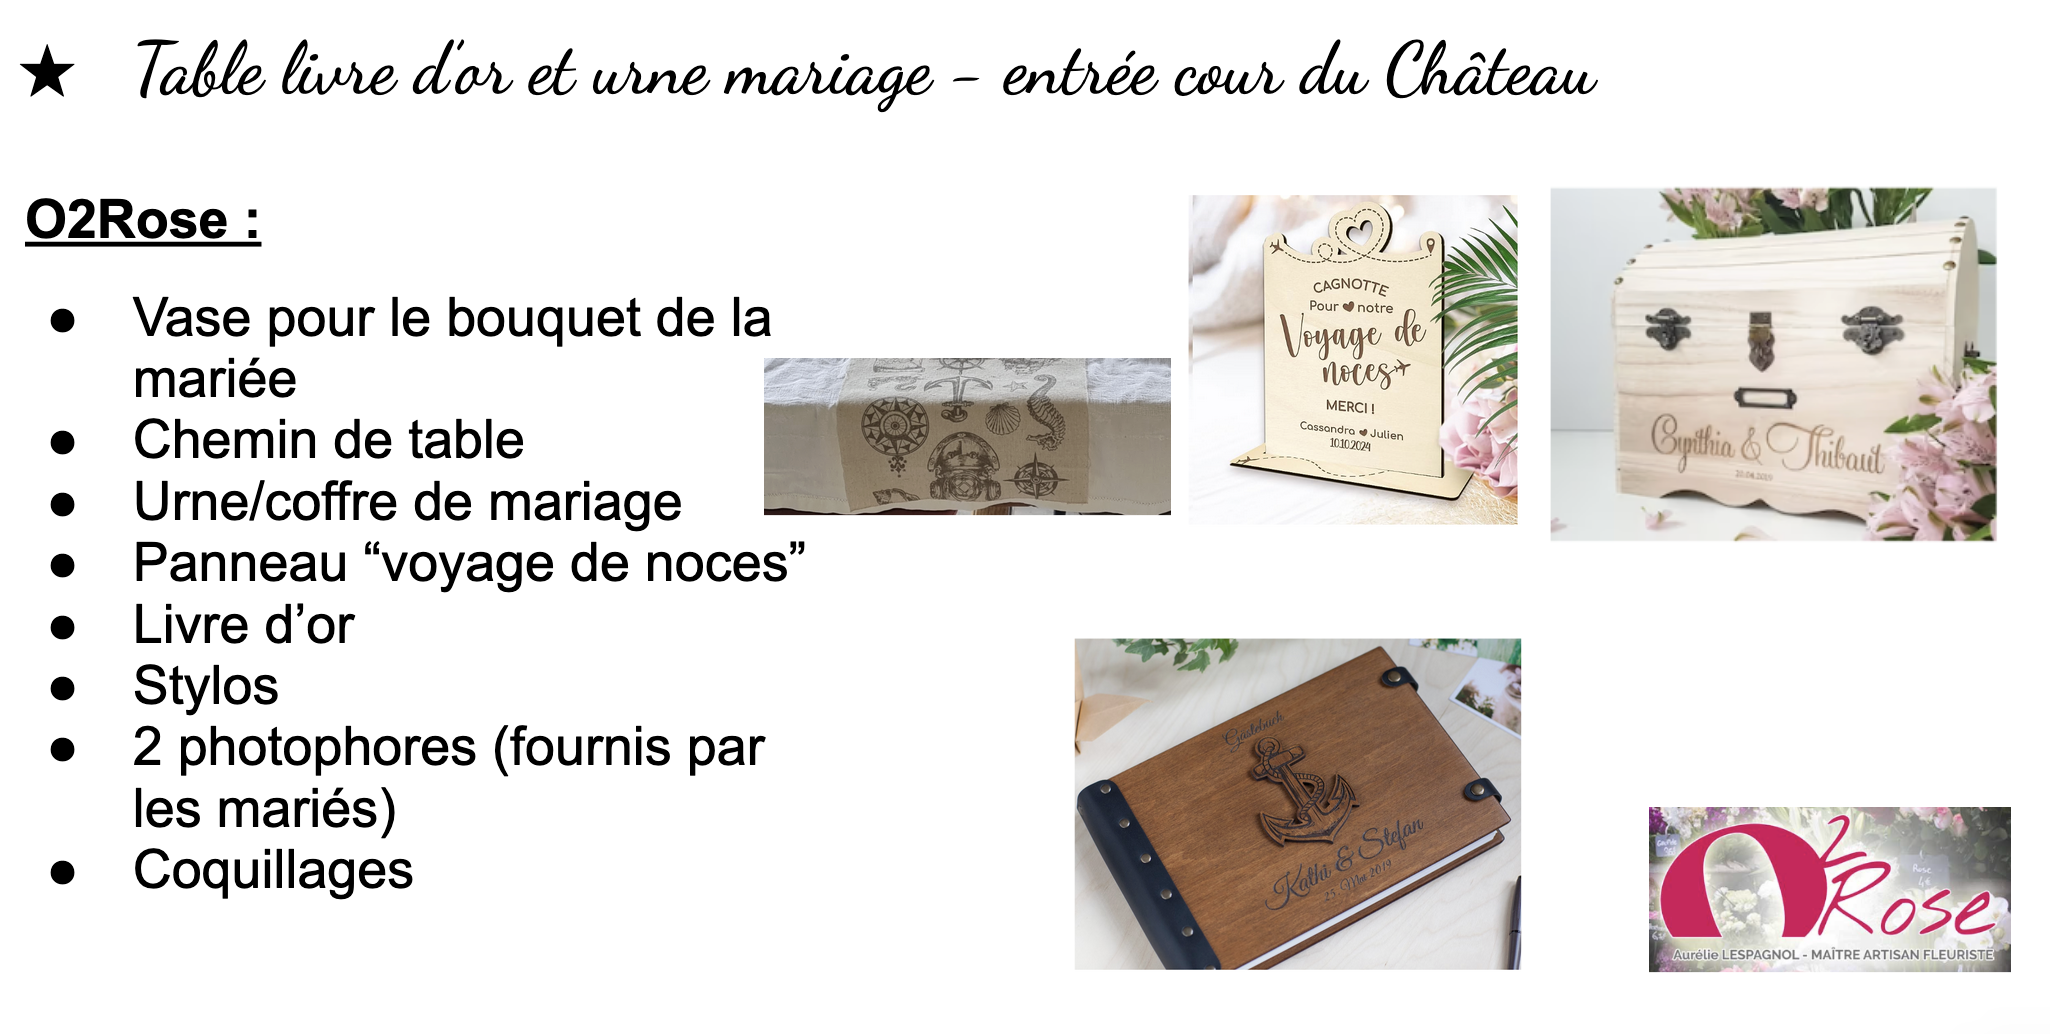 ★ Table livre d'or et urne mariage - entrée cour du Château
O2Rose :
● Vase pour le bouquet de la
mariée
● Chemin de table
● Urne/coffre de mariage
● Panneau “voyage de noces”
● Livre d’or
● Stylos
● 2 photophores (fournis par
les mariés)
● Coquillages
CAGNOTTE
Pour notre
Voyage de
noces
MERCI !
Cassandra Julien
10.10.2024
Cynthia & Thibaut
Gästebuch
Kathi & Stefan
25. Mai 2019
O2Rose
Aurélie LESPAGNOL - MAÎTRE ARTISAN FLEURISTE